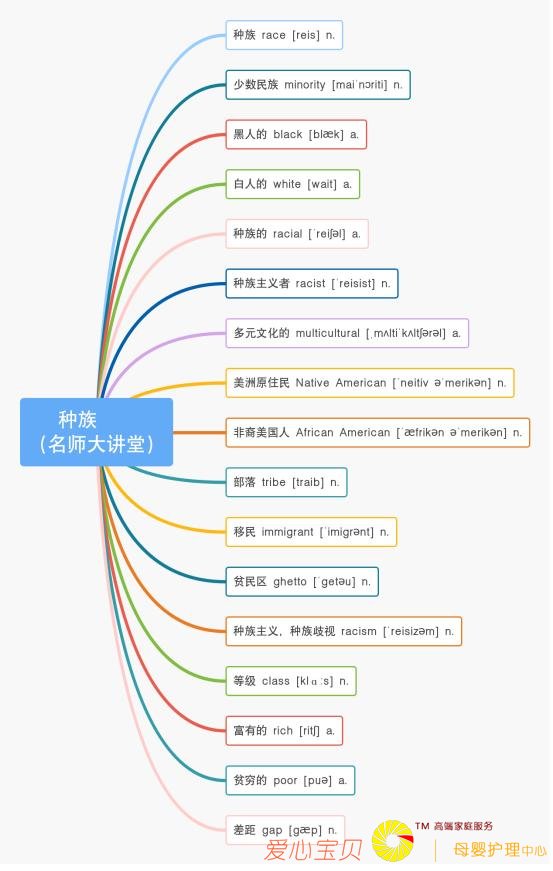 种族 race [reis] n.
少数民族 minority [maiˈnɔriti] n.
黑人的 black [blæk] a.
白人的 white [wait] a.
种族的 racial [ˈreiʃəl] a.
种族主义者 racist [ˈreisist] n.
多元文化的 multicultural [ˌmʌltiˈkʌltʃərəl] a.
美洲原住民 Native American [ˈneitiv əˈmerikən] n.
种族
（名师大讲堂）
非裔美国人 African American [ˈæfrikən əˈmerikən] n.
部落 tribe [traib] n.
移民 immigrant [ˈimigrənt] n.
贫民区 ghetto [ˈgetəu] n.
种族主义，种族歧视 racism [ˈreisizəm] n.
等级 class [klɑːs] n.
富有的 rich [ritʃ] a.
贫穷的 poor [puə] a.
差距 gap [gæp] n.
爱心宝贝
TM 高端家庭服务
母婴护理中心